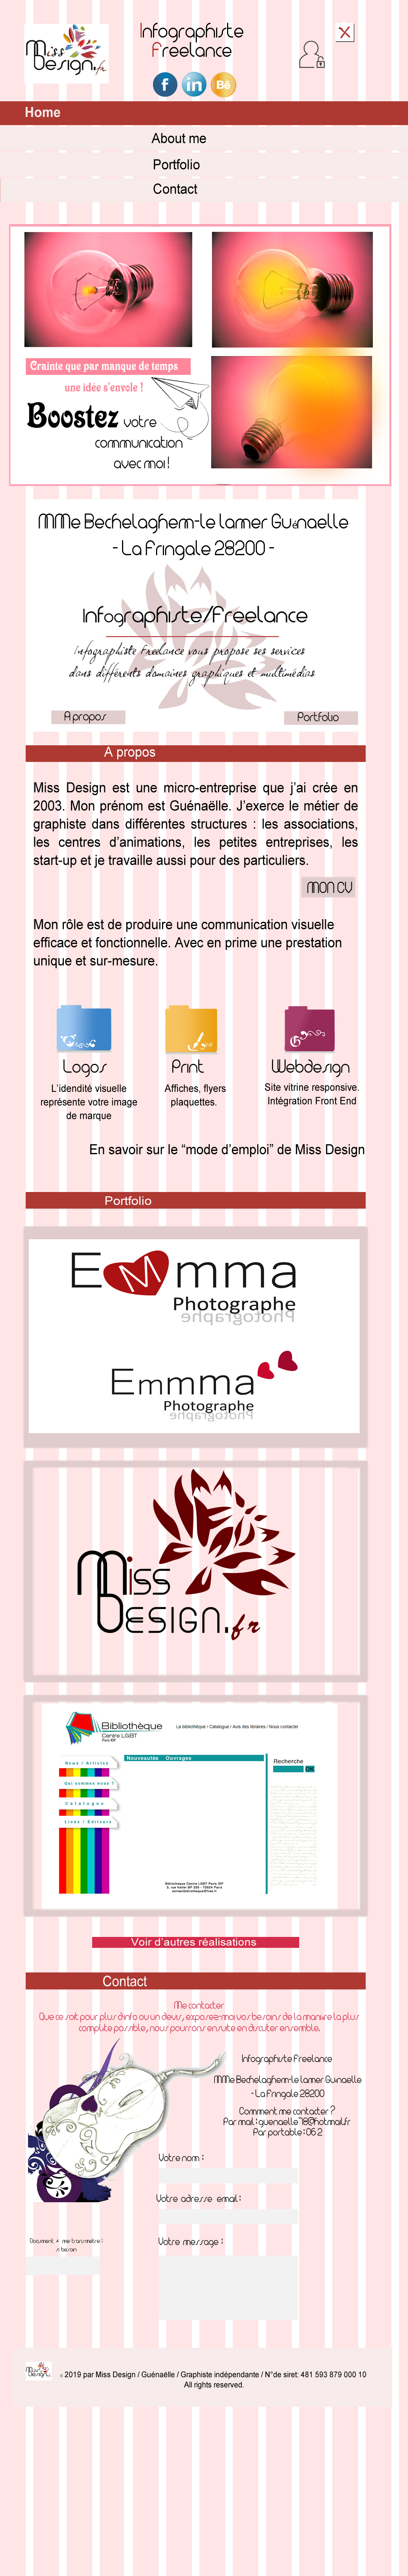 Miss
Design.fr
Infographiste
Freelance
f in Bē
Home
About me
Portfolio
Contact
Crainte que par manque de temps
une idée s'envole !
Boostez votre
communication
avec moi !
MMe Bechelaghem-le lamer Guénaelle
- La Fringale 28200 -
Infographiste/Freelance
Infographiste Freelance vous propose ses services
dans différents domaines graphiques et multimédias
A propos
Portfolio
A propos
Miss Design est une micro-entreprise que j'ai crée en
2003. Mon prénom est Guénaëlle. J'exerce le métier de
graphiste dans différentes structures : les associations,
les centres d'animations, les petites entreprises, les
start-up et je travaille aussi pour des particuliers.
MON CV
Mon rôle est de produire une communication visuelle
efficace et fonctionnelle. Avec en prime une prestation
unique et sur-mesure.
Logos
L'idendité visuelle
représente votre image
de marque
Print
Affiches, flyers
plaquettes.
Webdesign
Site vitrine responsive.
Intégration Front End
En savoir sur le “mode d'emploi” de Miss Design
Portfolio
Emmma
Photographe
Emmma
Photographe
Miss
Design.fr
Bibliothèque
Centre LGBT
Paris IDF
La bibliothèque / Catalogue / Avis des libraires / Nous contacter
Nouveautés Ouvrages
Recherche
OK
News / Articles
Qui sommes nous ?
Catalogue
Liens / Editeurs
Bibliothèque Centre LGBT Paris IDF
Voir d'autres réalisations
Contact
Me contacter
Que ce soit pour plus d'info ou un devis, exposez-moi vos besoins de la manière la plus
complète possible, nous pourrons ensuite en discuter ensemble.
Infographiste Freelance
MMe Bechelaghem-le lamer Guénaelle
- La Fringale 28200
Comment me contacter ?
Par mail : guenaelle78@hotmail.fr
Par portable : 06 2
Votre nom :
Votre adresse email :
Document à me transmetre :
si besoin
Votre message :
Miss
Design.fr
© 2019 par Miss Design / Guénaëlle / Graphiste indépendante / N°de siret: 481 593 879 000 10
All rights reserved.